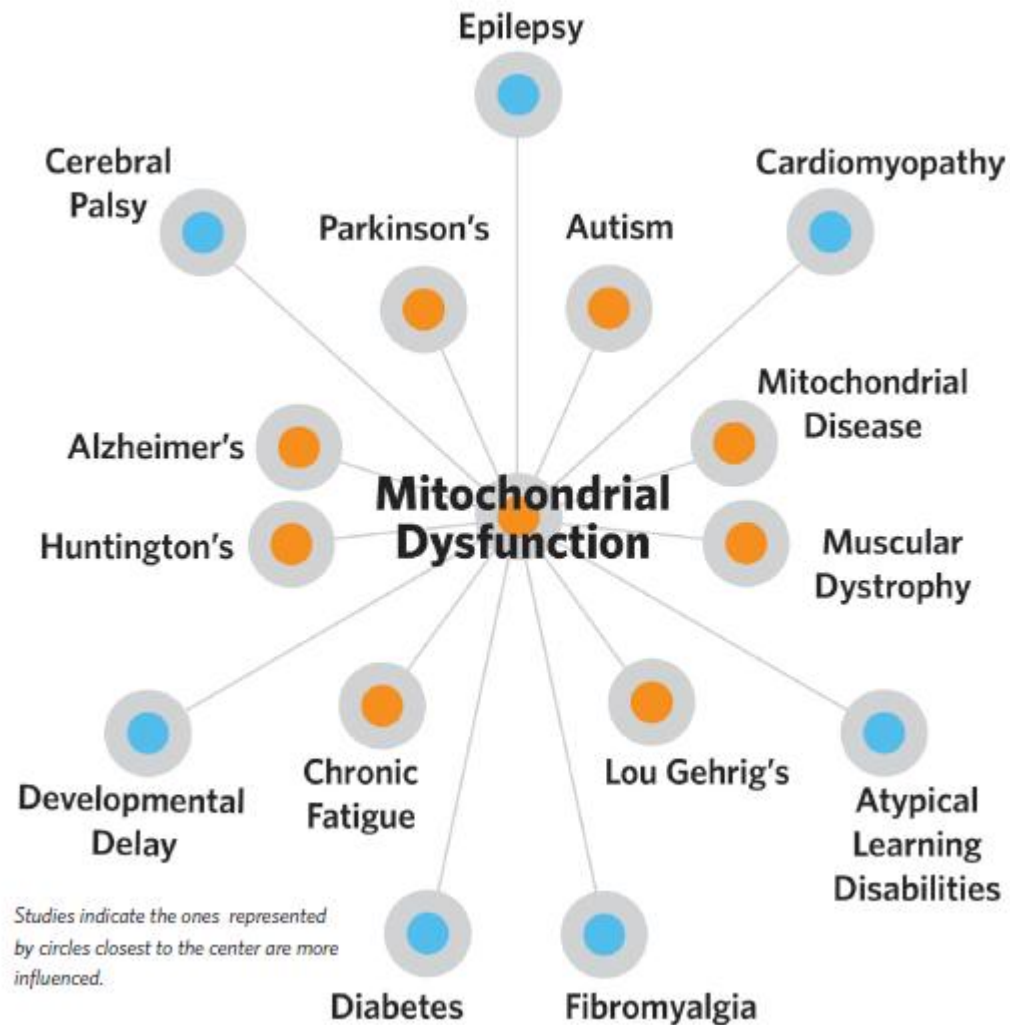 Epilepsy
Cerebral
Palsy
Cardiomyopathy
Parkinson's
Autism
Mitochondrial
Disease
Alzheimer's
Mitochondrial
Dysfunction
Huntington's
Muscular
Dystrophy
Developmental
Delay
Chronic
Fatigue
Lou Gehrig's
Atypical
Learning
Disabilities
Studies indicate the ones represented
by circles closest to the center are more
influenced.
Diabetes
Fibromyalgia